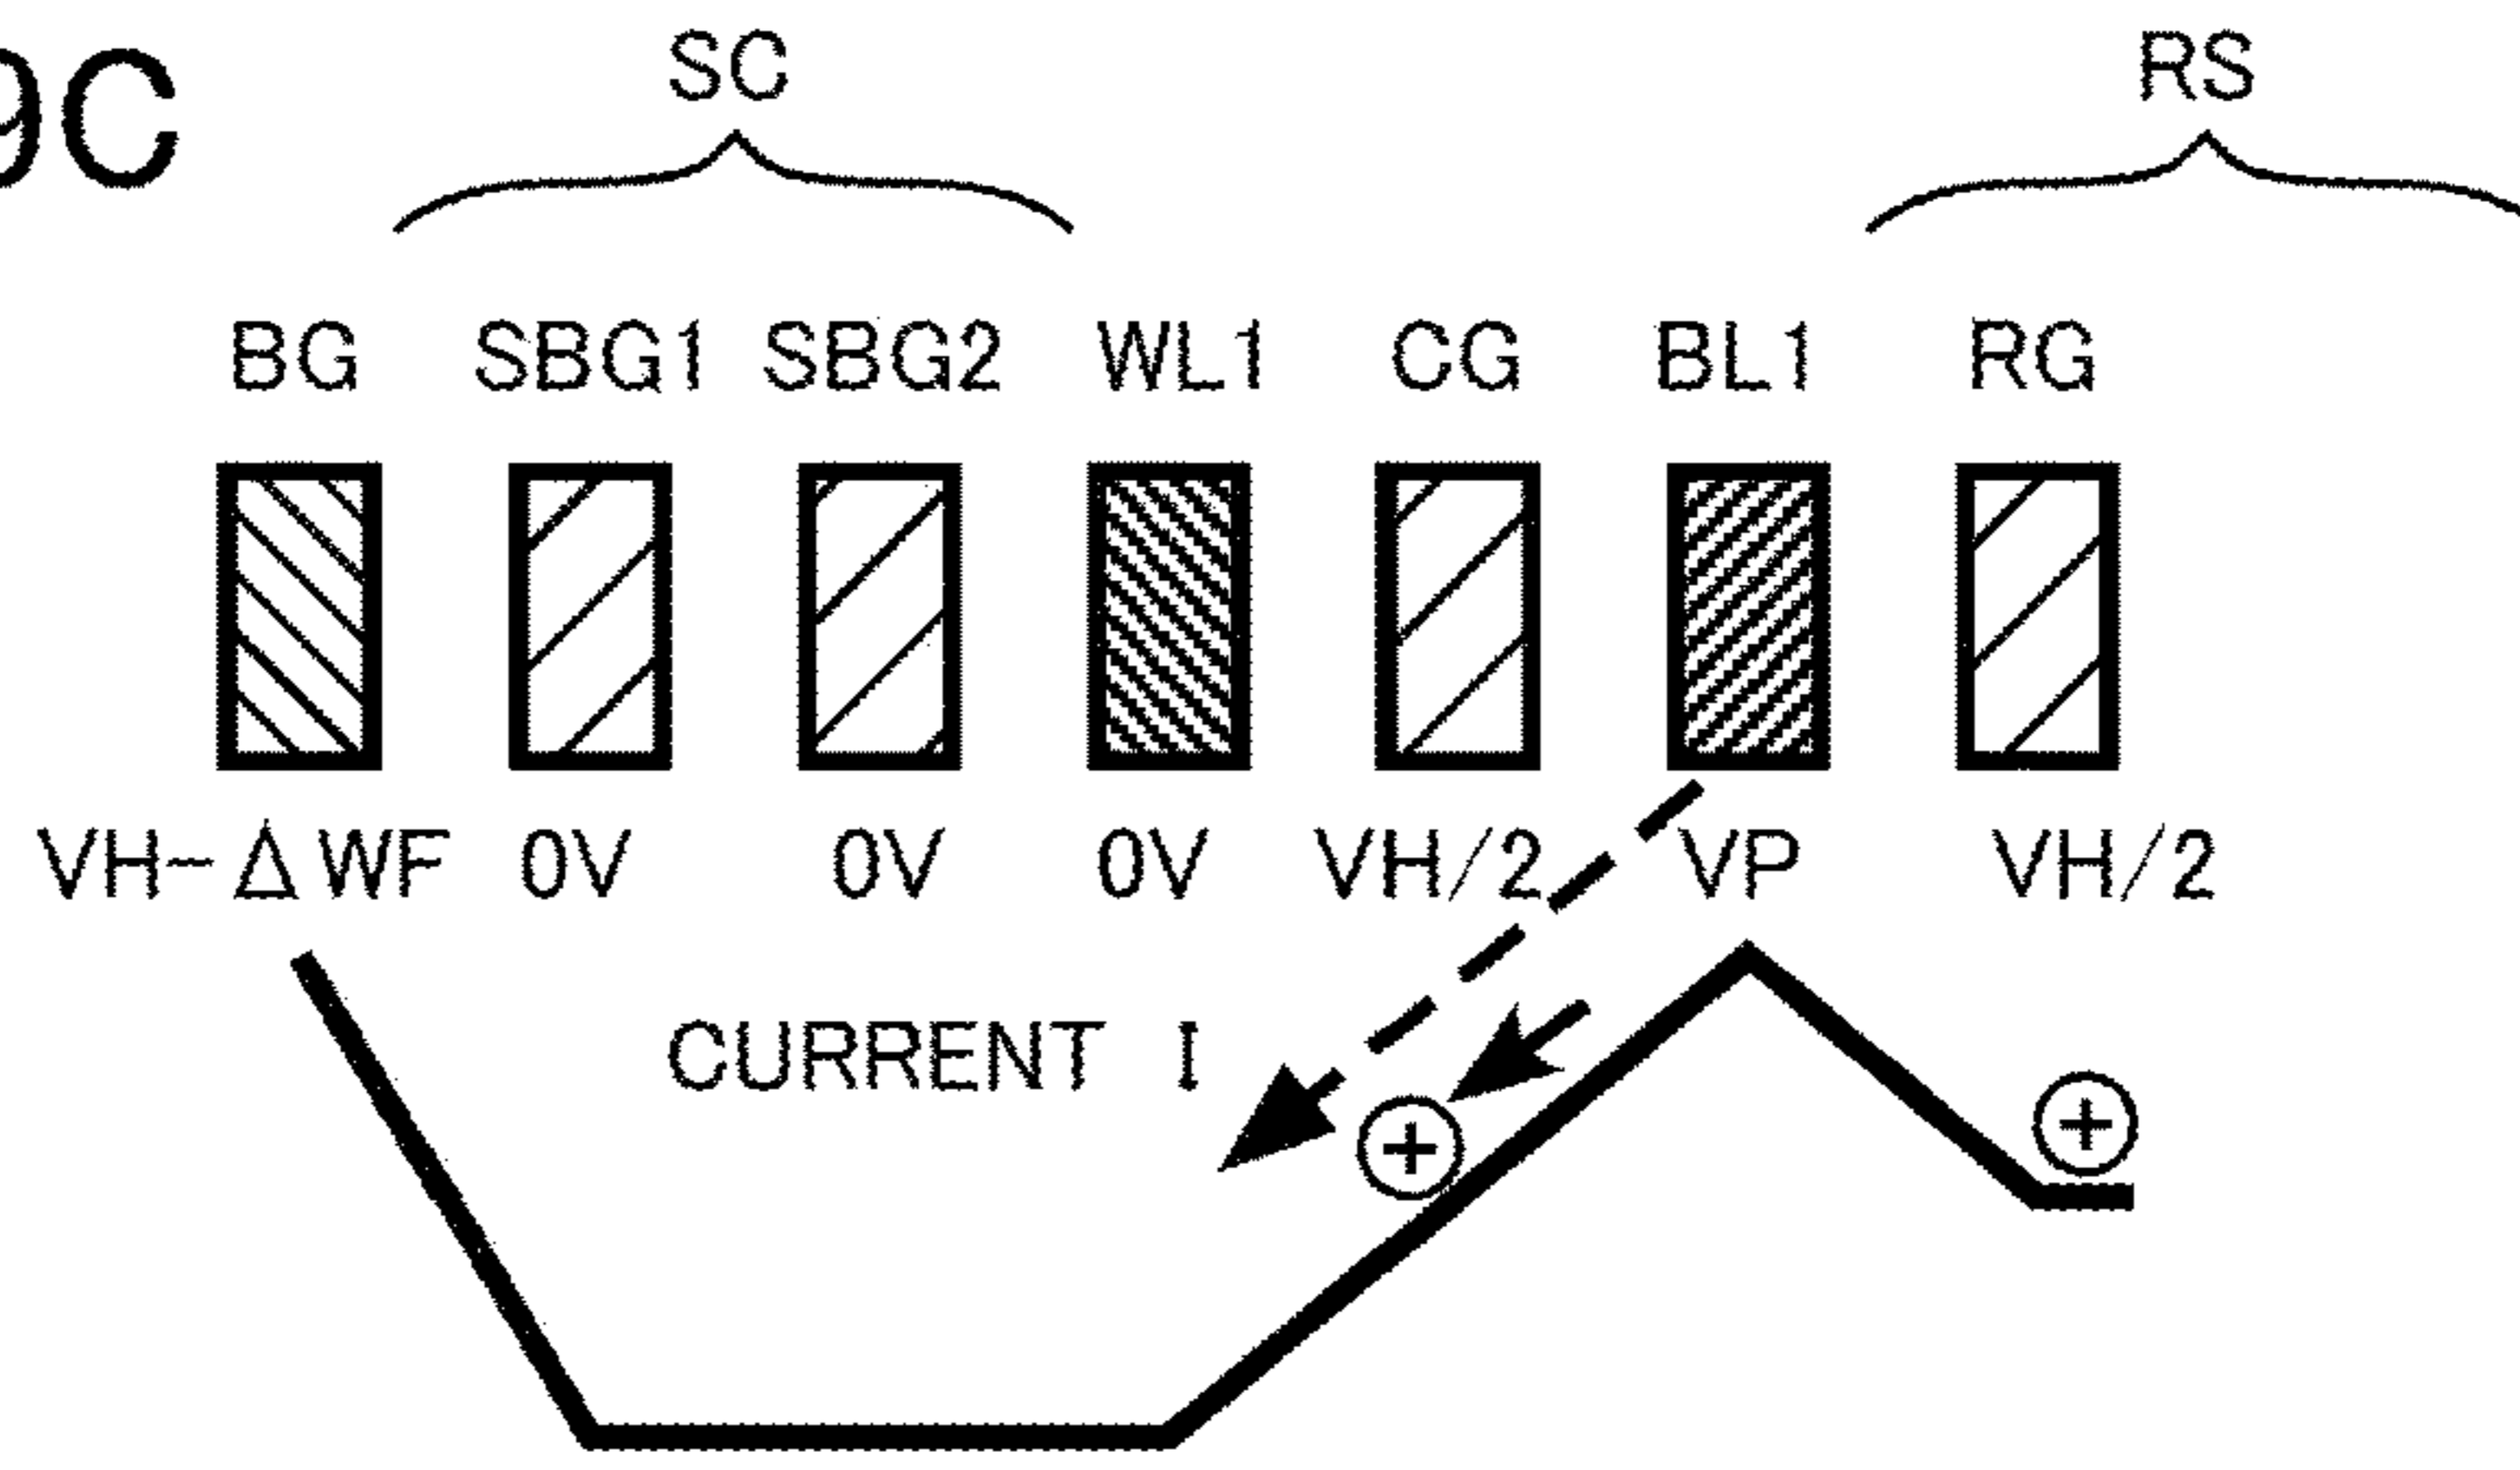 9C
SC RS
BG SBG1 SBG2 WL1 CG BL1 RG
VH-Δ WF 0V 0V 0V VH/2 VP VH/2
CURRENT I
+ +